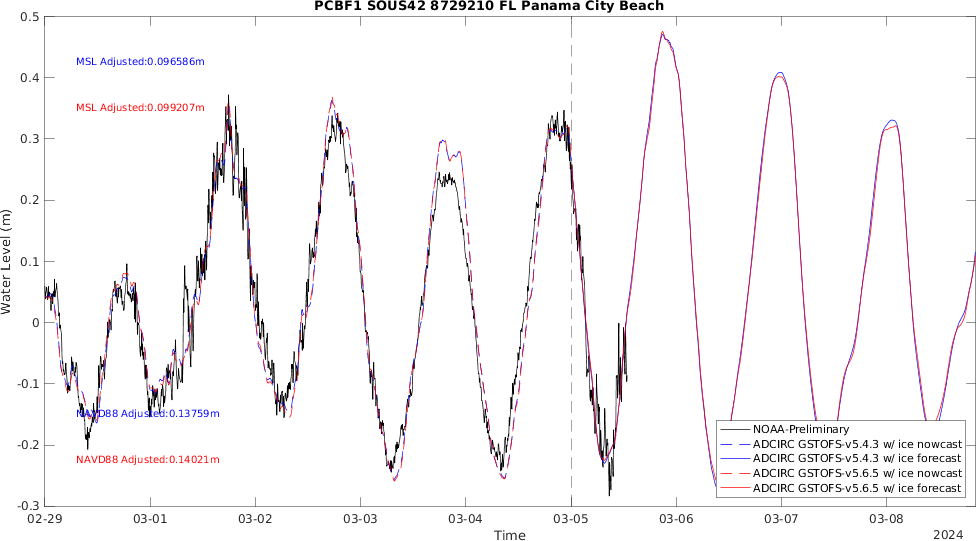 PCBF1 SOUS42 8729210 FL Panama City Beach
0.5
0.4
0.3
0.2
0.1
0
-0.1
-0.2
-0.3
Water Level (m)
MSL Adjusted:0.096586m
MSL Adjusted:0.099207m
NAVD88 Adjusted:0.13759m
NAVD88 Adjusted:0.14021m
NOAA-Preliminary
ADCIRC GSTOFS-v5.4.3 w/ ice nowcast
ADCIRC GSTOFS-v5.4.3 w/ ice forecast
ADCIRC GSTOFS-v5.6.5 w/ ice nowcast
ADCIRC GSTOFS-v5.6.5 w/ ice forecast
02-29 03-01 03-02 03-03 03-04 03-05 03-06 03-07 03-08
Time
2024